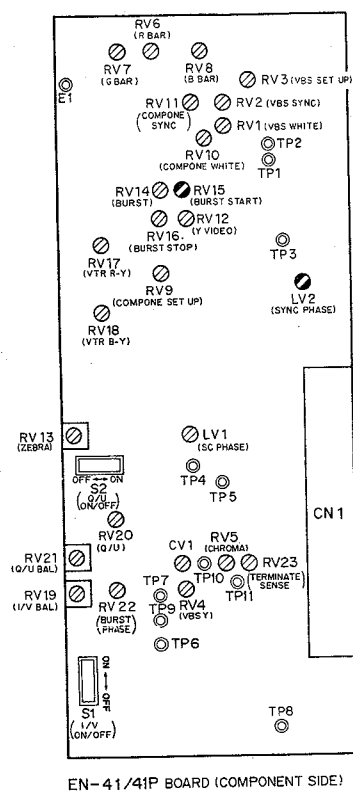 RV6
(R BAR)
RV7
(G BAR)
RV8
(B BAR)
E1
RV3 (VBS SET UP)
RV11
(COMPONE SYNC)
RV2 (VBS SYNC)
RV1 (VBS WHITE)
RV10
(COMPONE WHITE)
TP2
TP1
RV14
(BURST)
RV15
(BURST START)
RV16.
(BURST STOP)
RV12
(Y VIDEO)
RV17
(VTR R-Y)
TP3
RV9
(COMPONE SET UP)
LV2
(SYNC PHASE)
RV18
(VTR B-Y)
RV13
(ZEBRA)
LV1
(SC PHASE)
TP4
TP5
OFF ↔ ON
S2
(Q/U ON/OFF)
CN1
RV20
(Q/U)
RV21
(Q/U BAL)
CV1
TP10
RV5
(CHROMA)
RV23
(TERMINATE SENSE)
TP11
RV19
(I/V BAL)
RV22
(BURST PHASE)
TP7
TP9
RV4
(VBSY)
TP6
ON ↔ OFF
S1
(I/V ON/OFF)
TP8
EN-41/41P BOARD (COMPONENT SIDE)